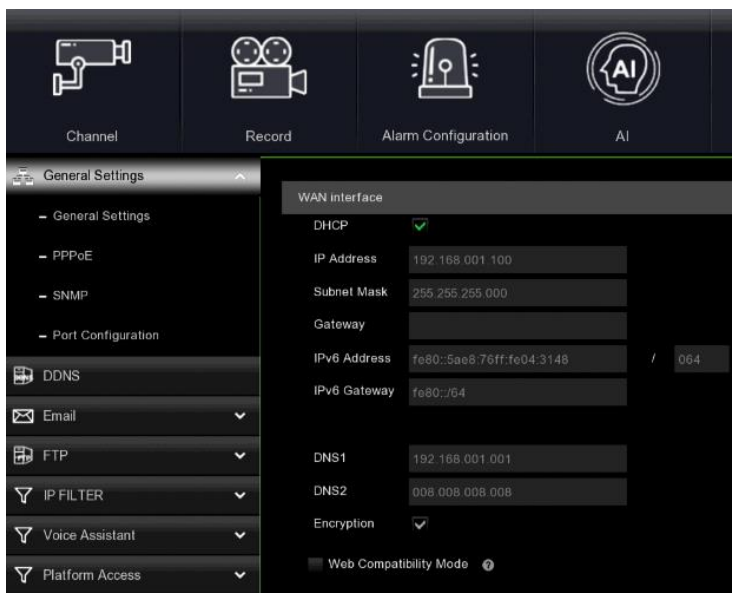 Channel
Record
Alarm Configuration
AI
AI
General Settings
– General Settings
– PPPoE
– SNMP
– Port Configuration
DDNS
Email
FTP
IP FILTER
Voice Assistant
Platform Access
WAN interface
DHCP
IP Address 192.168.001.100
Subnet Mask 255.255.255.000
Gateway
IPv6 Address fe80::5ae8:76ff:fe04:3148 / 064
IPv6 Gateway fe80::/64
DNS1 192.168.001.001
DNS2 008.008.008.008
Encryption
Web Compatibility Mode ?